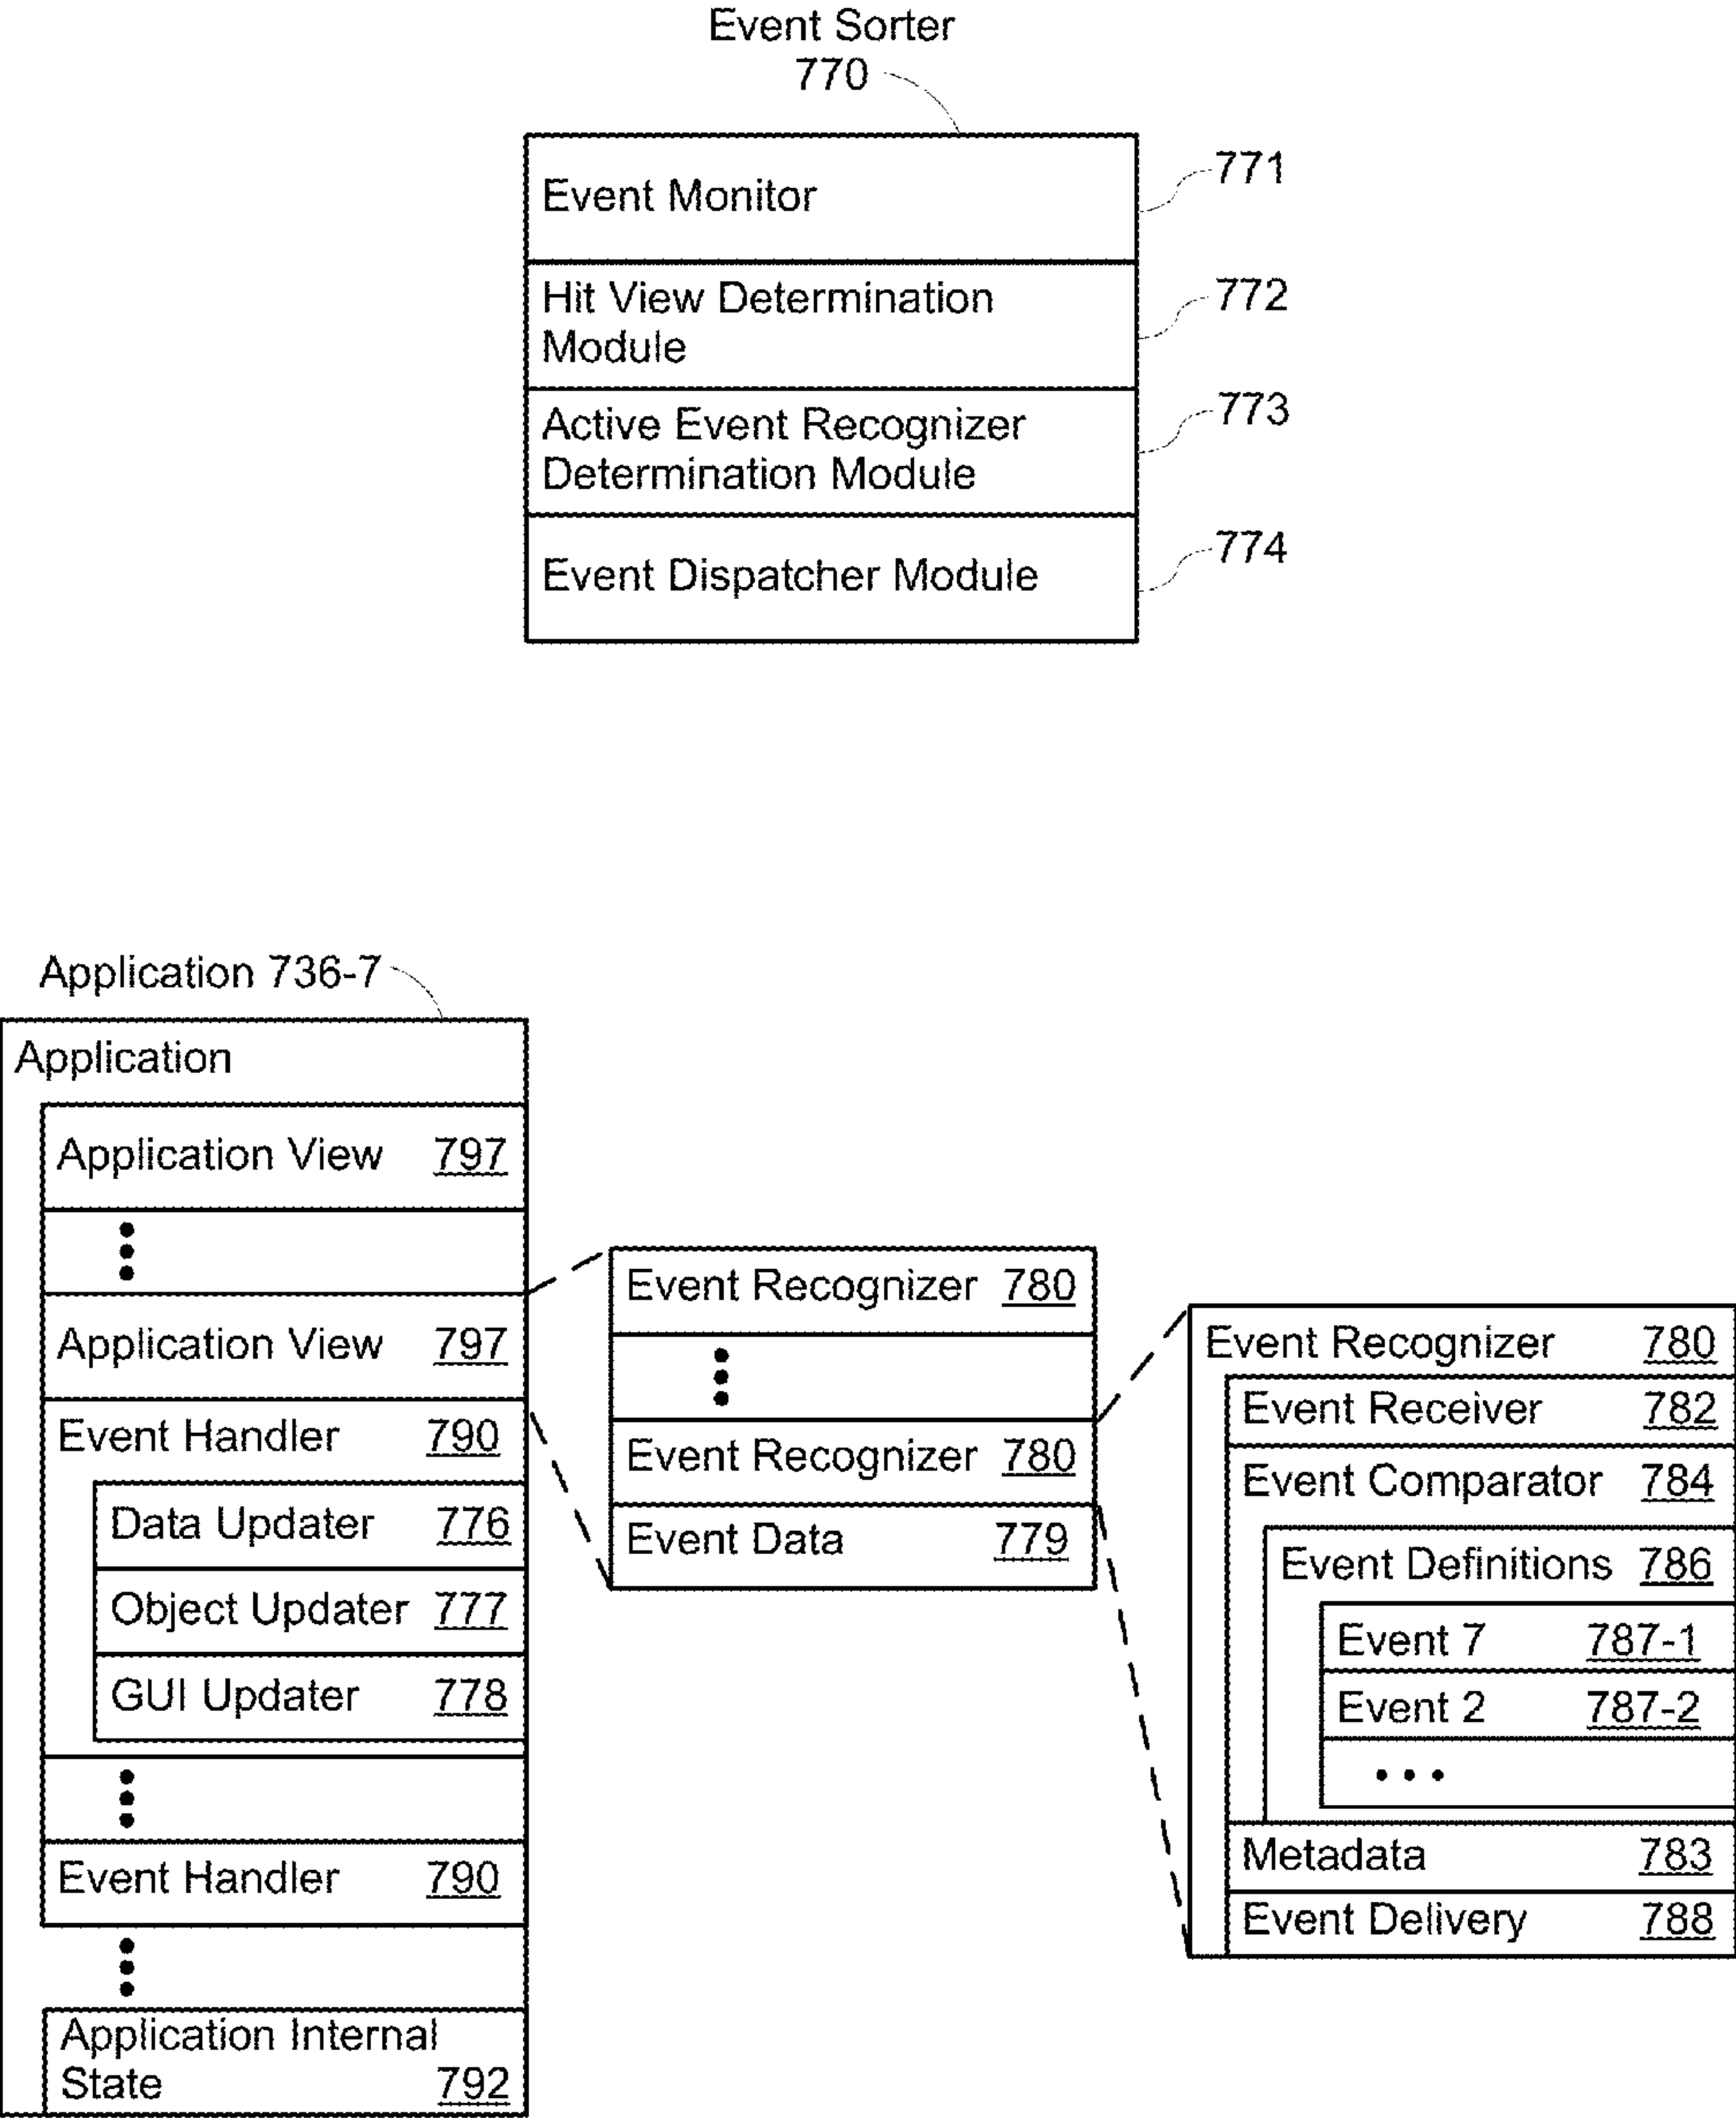 Event Sorter
770
Event Monitor
771
Hit View Determination
Module
772
Active Event Recognizer
Determination Module
773
Event Dispatcher Module
774
Application 736-7
Application
Application View 797
Application View 797
Event Handler 790
Data Updater 776
Object Updater 777
GUI Updater 778
Event Handler 790
Application Internal
State 792
Event Recognizer 780
Event Recognizer 780
Event Data 779
Event Recognizer 780
Event Receiver 782
Event Comparator 784
Event Definitions 786
Event 7 787-1
Event 2 787-2
Metadata 783
Event Delivery 788